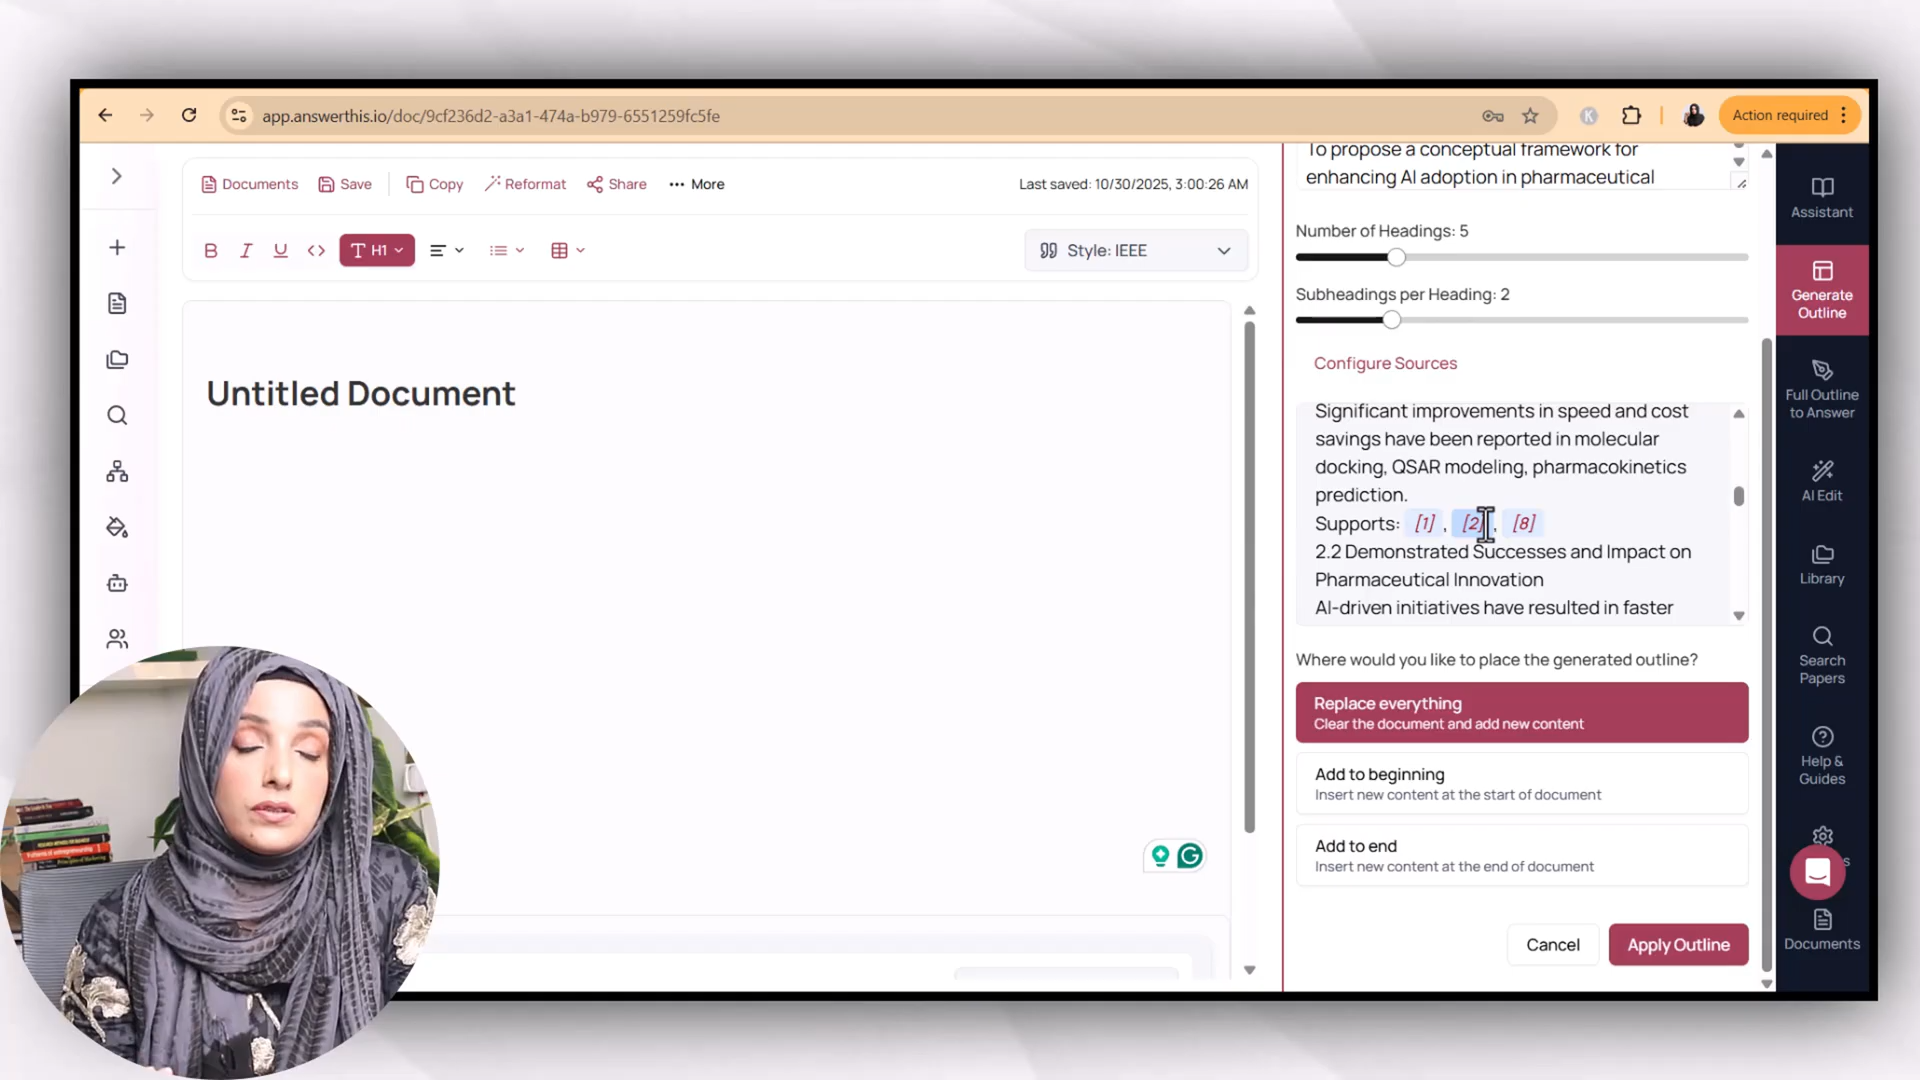 app.answerthis.io/doc/9cf236d2-a3a1-474a-b979-6551259fc5fe
K
Action required
Documents
Save
Copy
Reformat
Share
More
Last saved: 10/30/2025, 3:00:26 AM
B I U <> T H1
Style: IEEE
Untitled Document
To propose a conceptual framework for
enhancing AI adoption in pharmaceutical
Number of Headings: 5
Subheadings per Heading: 2
Configure Sources
Significant improvements in speed and cost
savings have been reported in molecular
docking, QSAR modeling, pharmacokinetics
prediction.
Supports: [1] , [2] , [8]
2.2 Demonstrated Successes and Impact on
Pharmaceutical Innovation
AI-driven initiatives have resulted in faster
Where would you like to place the generated outline?
Replace everything
Clear the document and add new content
Add to beginning
Insert new content at the start of document
Add to end
Insert new content at the end of document
Cancel
Apply Outline
Assistant
Generate
Outline
Full Outline
to Answer
AI Edit
Library
Search
Papers
Help &
Guides
Documents